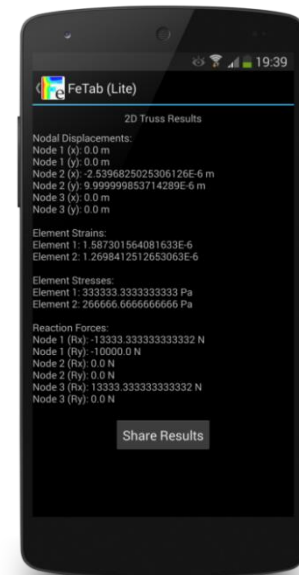 19:39
FeTab (Lite)
2D Truss Results
Nodal Displacements:
Node 1 (x): 0.0 m
Node 1 (y): 0.0 m
Node 2 (x): -2.5396825025306126E-6 m
Node 2 (y): 9.999999853714289E-6 m
Node 3 (x): 0.0 m
Node 3 (y): 0.0 m
Element Strains:
Element 1: 1.587301564081633E-6
Element 2: 1.2698412512653063E-6
Element Stresses:
Element 1: 333333.3333333333 Pa
Element 2: 266666.6666666666 Pa
Reaction Forces:
Node 1 (Rx): -13333.333333333332 N
Node 1 (Ry): -10000.0 N
Node 2 (Rx): 0.0 N
Node 2 (Ry): 0.0 N
Node 3 (Rx): 13333.333333333332 N
Node 3 (Ry): 0.0 N
Share Results